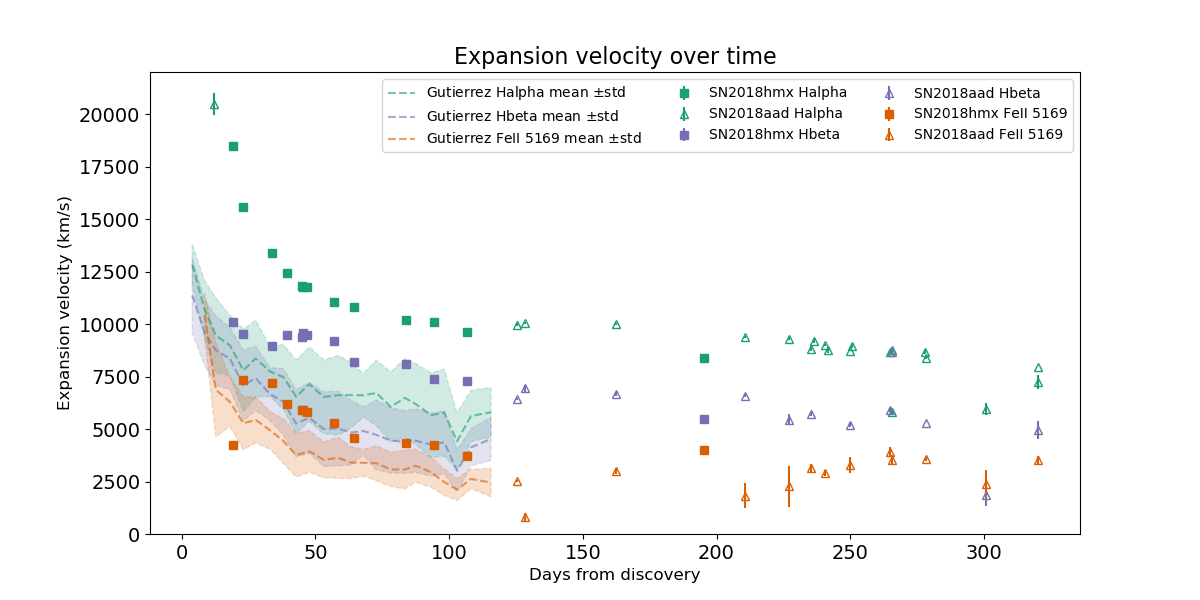 Expansion velocity over time
Gutierrez Halpha mean ±std
Gutierrez Hbeta mean ±std
Gutierrez FeII 5169 mean ±std
SN2018hmx Halpha
SN2018aad Halpha
SN2018hmx Hbeta
SN2018aad Hbeta
SN2018hmx FeII 5169
SN2018aad FeII 5169
Expansion velocity (km/s)
20000
17500
15000
12500
10000
7500
5000
2500
0
0 50 100 150 200 250 300
Days from discovery